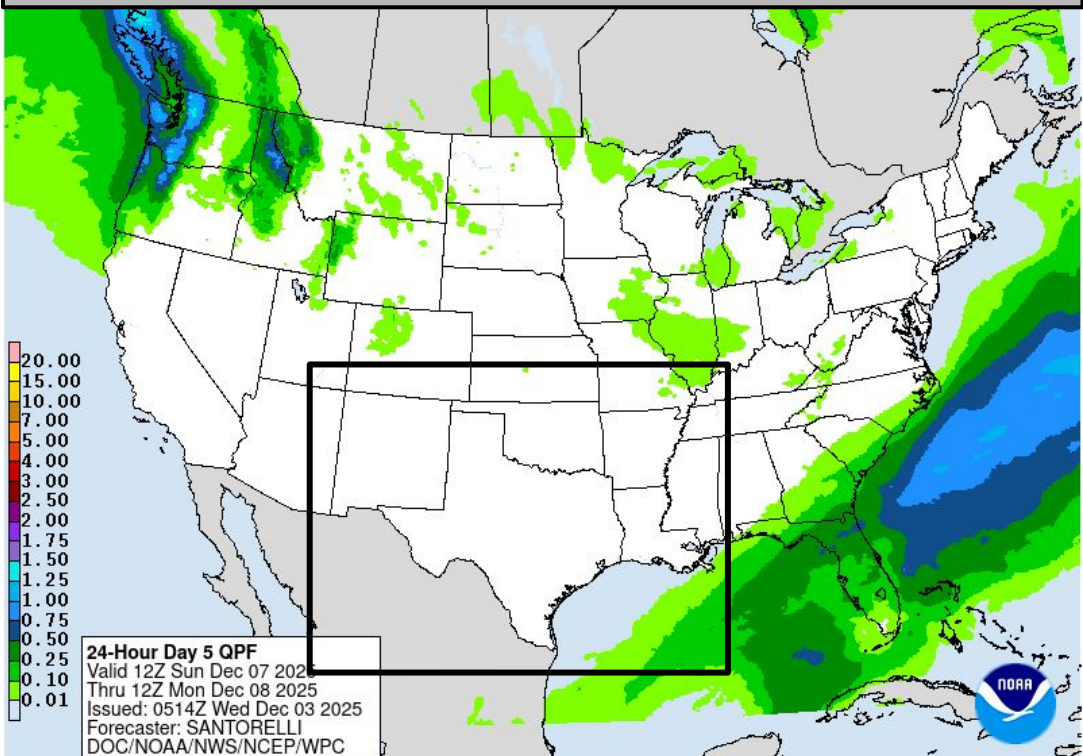 20.00
15.00
10.00
7.00
5.00
4.00
3.00
2.50
2.00
1.75
1.50
1.25
1.00
0.75
0.50
0.25
0.10
0.01
24-Hour Day 5 QPF
Valid 12Z Sun Dec 07 2025
Thru 12Z Mon Dec 08 2025
Issued: 0514Z Wed Dec 03 2025
Forecaster: SANTORELLI
DOC/NOAA/NWS/NCEP/WPC
NOAA